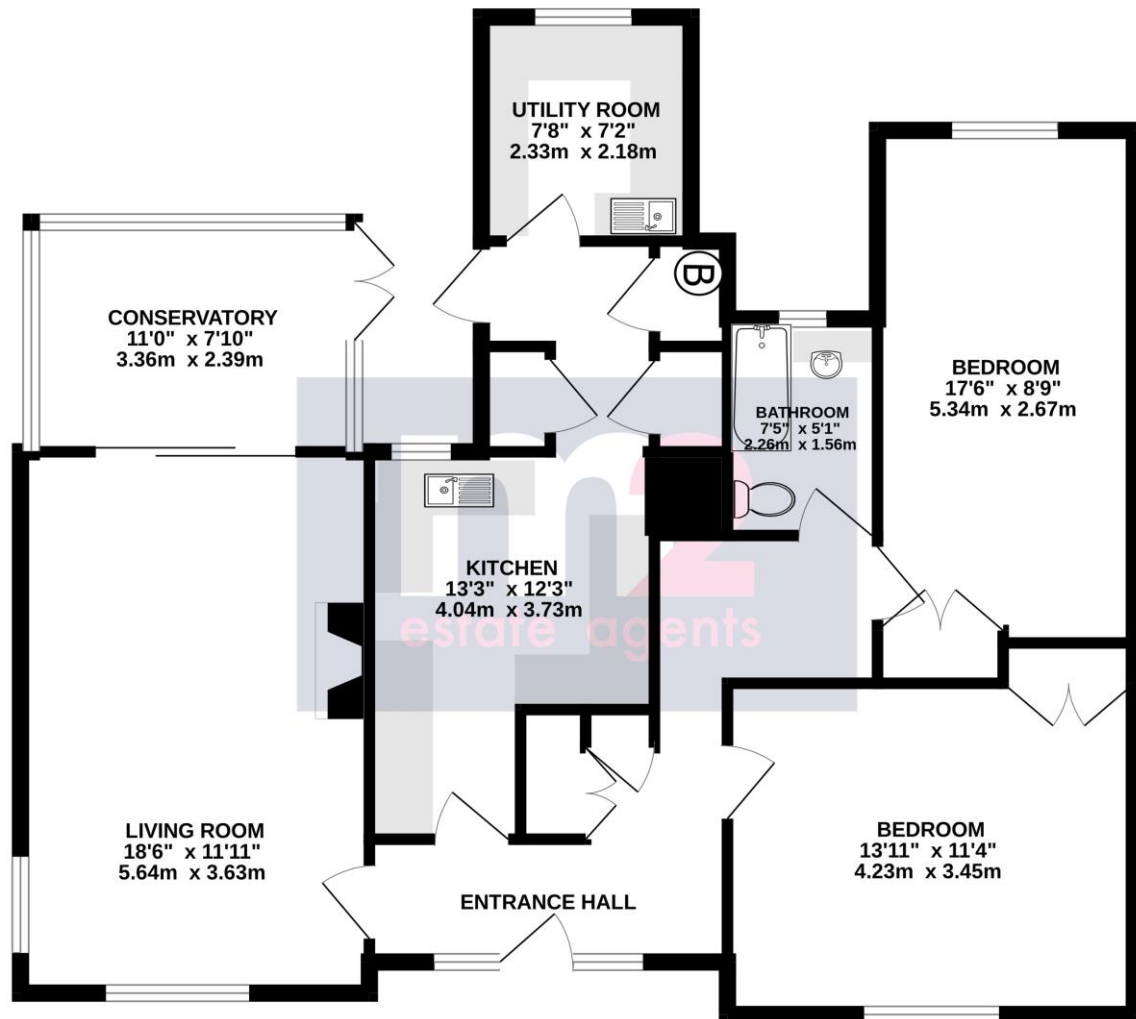 UTILITY ROOM
7'8" x 7'2"
2.33m x 2.18m
B
CONSERVATORY
11'0" x 7'10"
3.36m x 2.39m
BEDROOM
17'6" x 8'9"
5.34m x 2.67m
BATHROOM
7'5" x 5'1"
2.26m x 1.56m
m2
estate agents
KITCHEN
13'3" x 12'3"
4.04m x 3.73m
LIVING ROOM
18'6" x 11'11"
5.64m x 3.63m
BEDROOM
13'11" x 11'4"
4.23m x 3.45m
ENTRANCE HALL